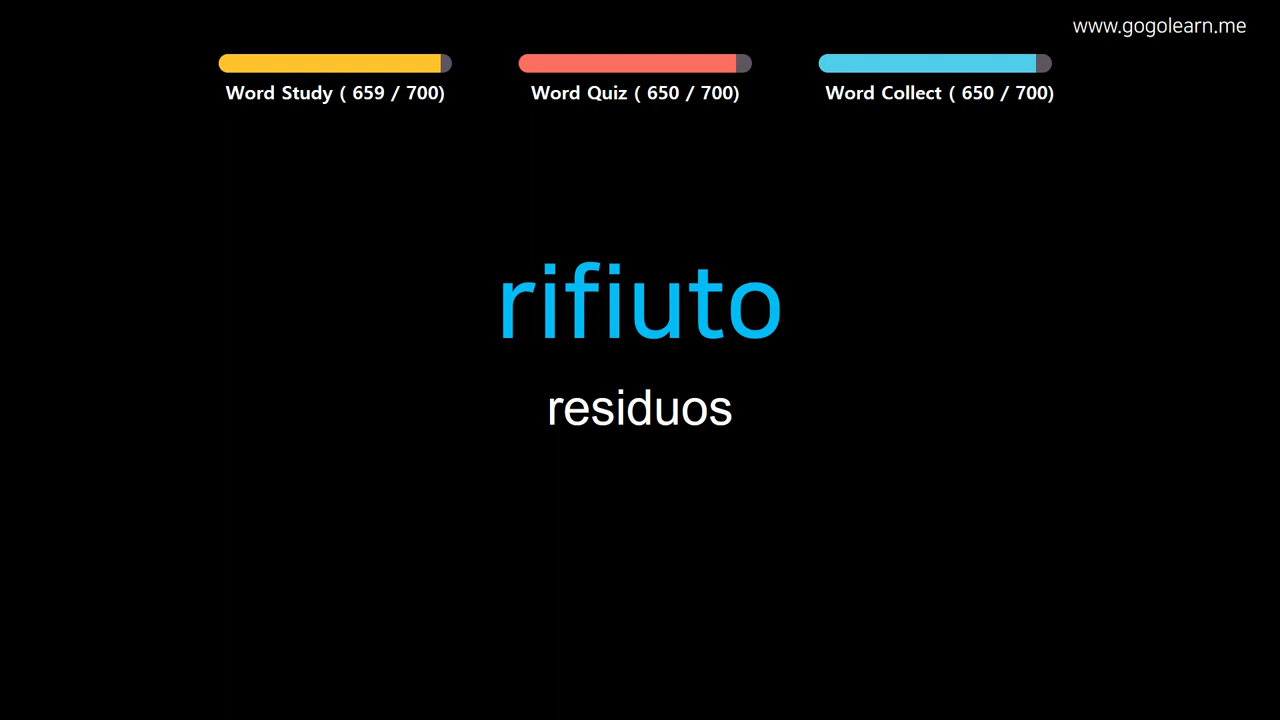 www.gogolearn.me
Word Study ( 659 / 700)
Word Quiz ( 650 / 700)
Word Collect ( 650 / 700)
rifiuto
residuos